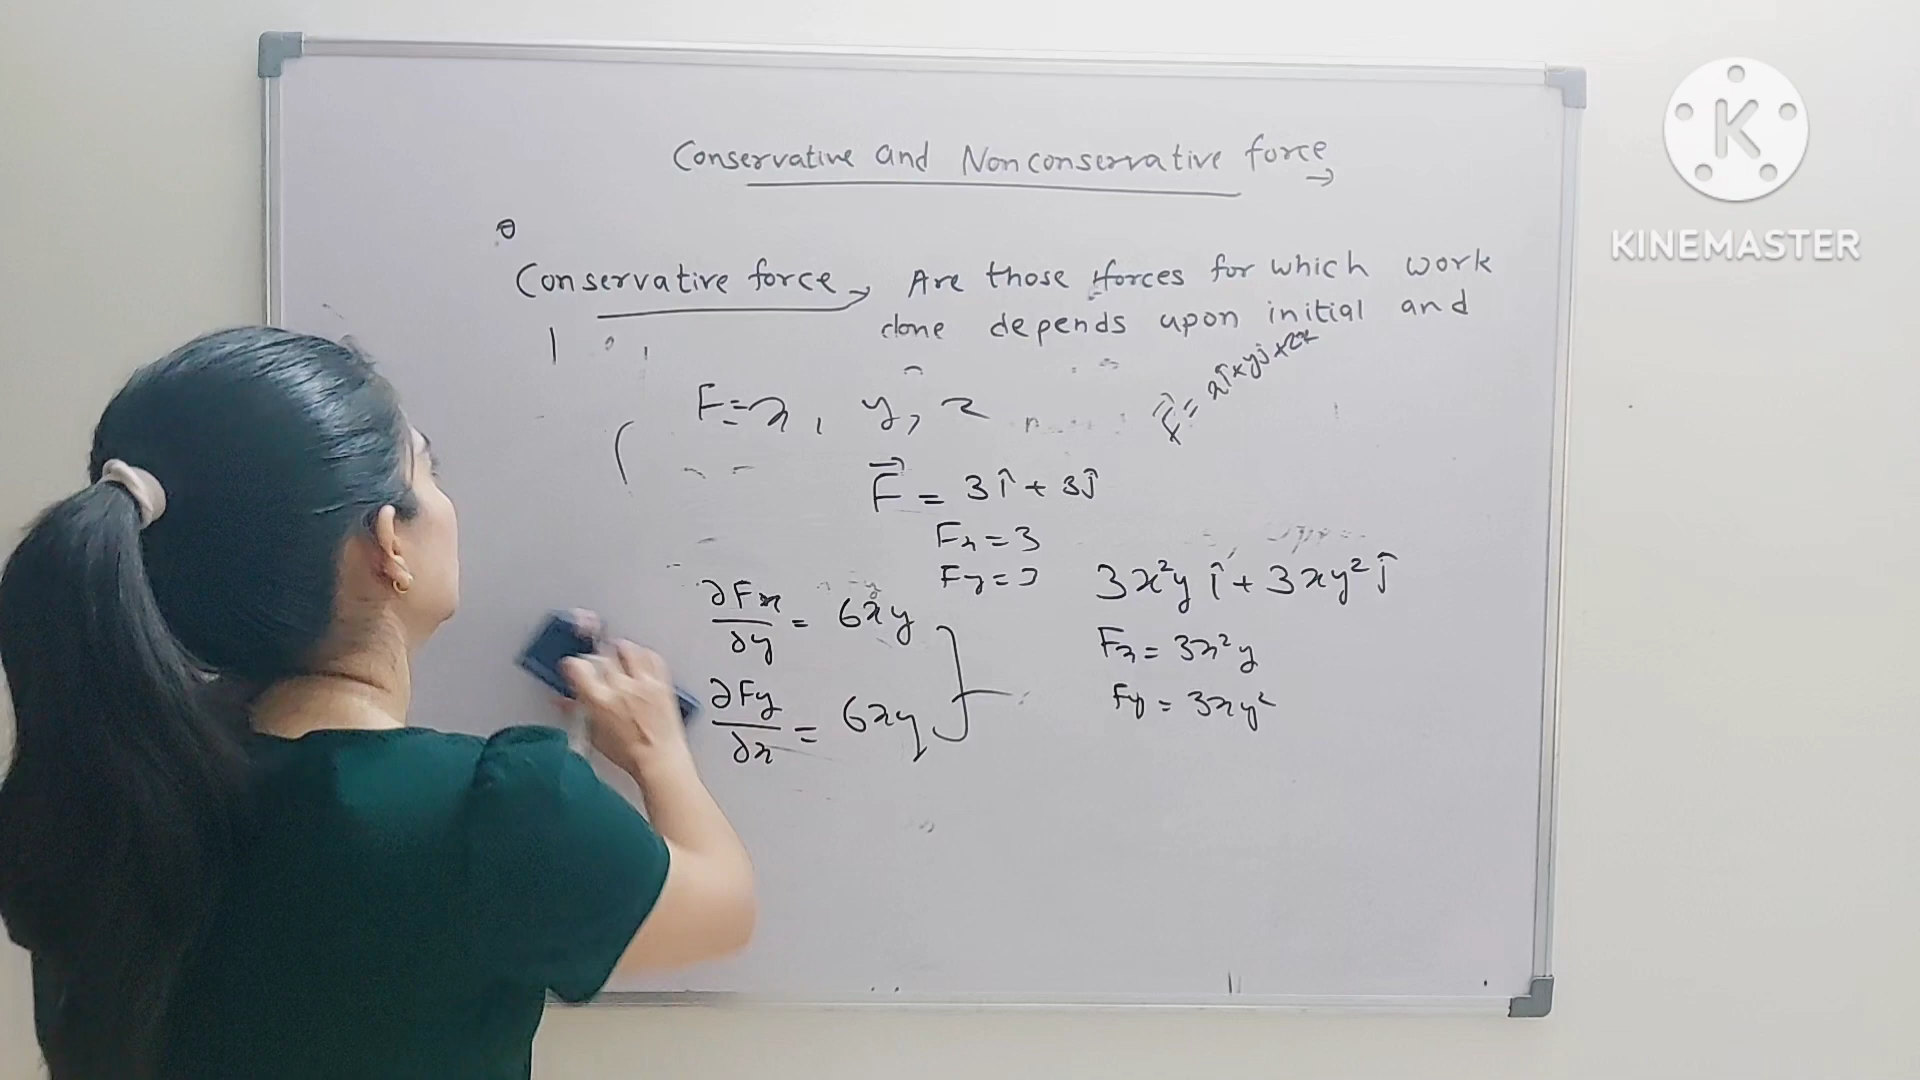 Conservative and Nonconservative force →
Conservative force → Are those forces for which work
done depends upon initial and
F = x, y, z
F⃗ = 3î + 3ĵ
Fx = 3
Fy = 3
3x²y î + 3xy² ĵ
∂Fx/∂y = 6xy
∂Fy/∂x = 6xy
Fx = 3x²y
Fy = 3xy²
K
KINEMASTER